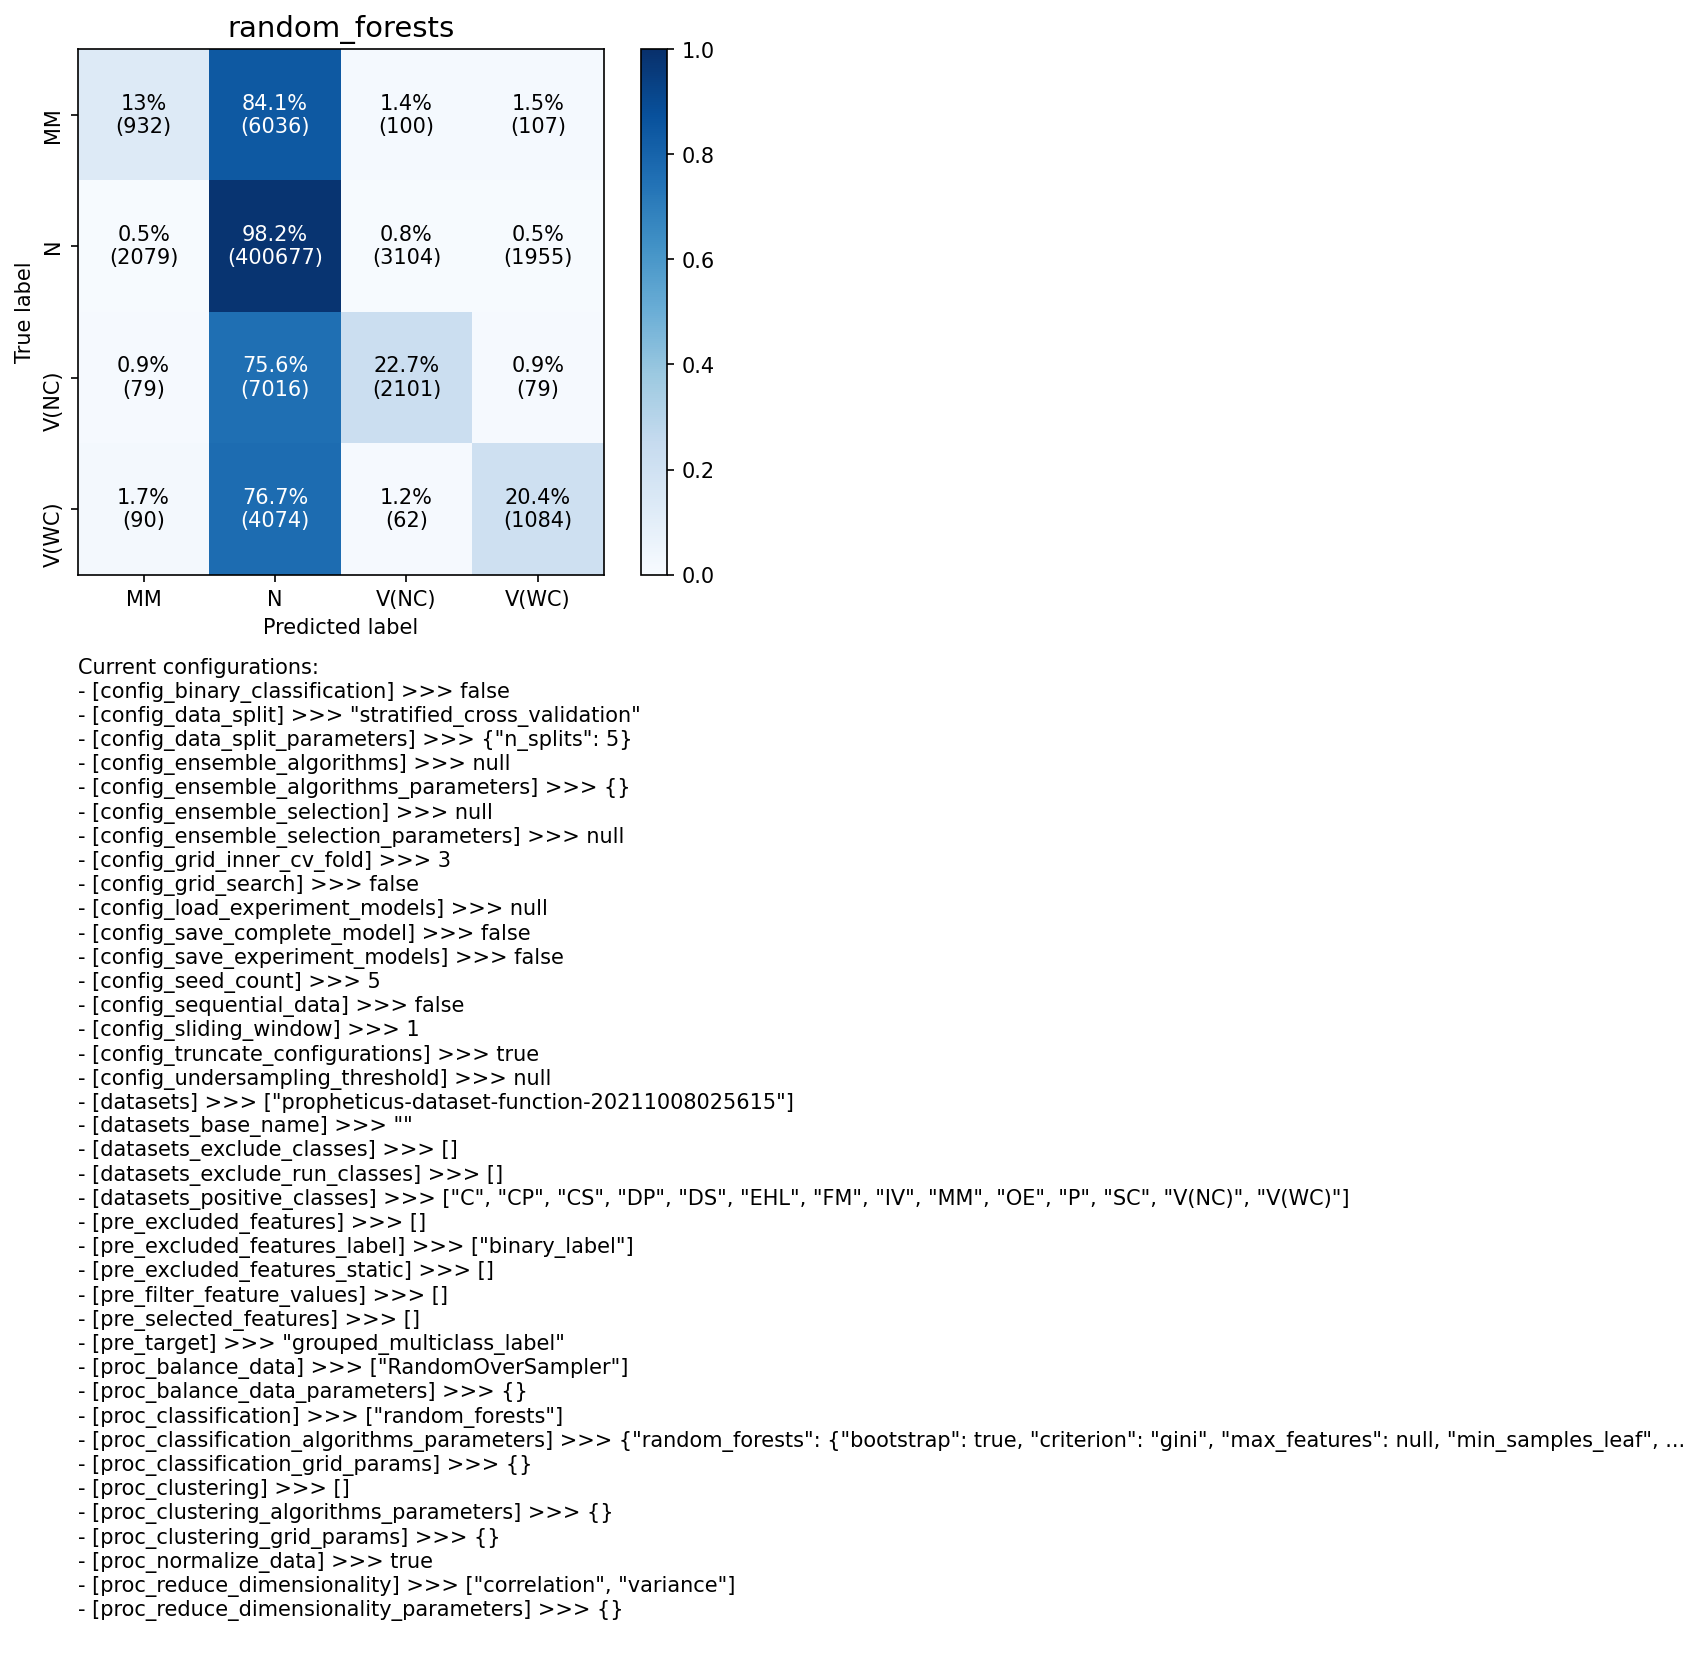 random_forests
13% 84.1% 1.4% 1.5%
(932) (6036) (100) (107)
0.5% 98.2% 0.8% 0.5%
(2079) (400677) (3104) (1955)
0.9% 75.6% 22.7% 0.9%
(79) (7016) (2101) (79)
1.7% 76.7% 1.2% 20.4%
(90) (4074) (62) (1084)
True label
MM
N
V(NC)
V(WC)
MM N V(NC) V(WC)
Predicted label
1.0
0.8
0.6
0.4
0.2
0.0
Current configurations:
- [config_binary_classification] >>> false
- [config_data_split] >>> "stratified_cross_validation"
- [config_data_split_parameters] >>> {"n_splits": 5}
- [config_ensemble_algorithms] >>> null
- [config_ensemble_algorithms_parameters] >>> {}
- [config_ensemble_selection] >>> null
- [config_ensemble_selection_parameters] >>> null
- [config_grid_inner_cv_fold] >>> 3
- [config_grid_search] >>> false
- [config_load_experiment_models] >>> null
- [config_save_complete_model] >>> false
- [config_save_experiment_models] >>> false
- [config_seed_count] >>> 5
- [config_sequential_data] >>> false
- [config_sliding_window] >>> 1
- [config_truncate_configurations] >>> true
- [config_undersampling_threshold] >>> null
- [datasets] >>> ["propheticus-dataset-function-20211008025615"]
- [datasets_base_name] >>> ""
- [datasets_exclude_classes] >>> []
- [datasets_exclude_run_classes] >>> []
- [datasets_positive_classes] >>> ["C", "CP", "CS", "DP", "DS", "EHL", "FM", "IV", "MM", "OE", "P", "SC", "V(NC)", "V(WC)"]
- [pre_excluded_features] >>> []
- [pre_excluded_features_label] >>> ["binary_label"]
- [pre_excluded_features_static] >>> []
- [pre_filter_feature_values] >>> []
- [pre_selected_features] >>> []
- [pre_target] >>> "grouped_multiclass_label"
- [proc_balance_data] >>> ["RandomOverSampler"]
- [proc_balance_data_parameters] >>> {}
- [proc_classification] >>> ["random_forests"]
- [proc_classification_algorithms_parameters] >>> {"random_forests": {"bootstrap": true, "criterion": "gini", "max_features": null, "min_samples_leaf", ...
- [proc_classification_grid_params] >>> {}
- [proc_clustering] >>> []
- [proc_clustering_algorithms_parameters] >>> {}
- [proc_clustering_grid_params] >>> {}
- [proc_normalize_data] >>> true
- [proc_reduce_dimensionality] >>> ["correlation", "variance"]
- [proc_reduce_dimensionality_parameters] >>> {}